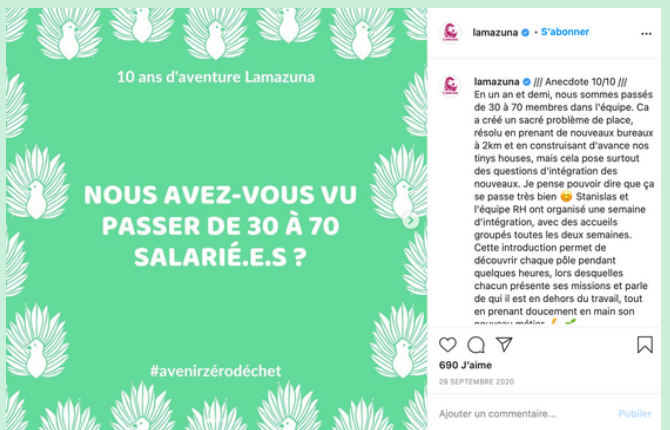 10 ans d'aventure Lamazuna
NOUS AVEZ-VOUS VU
PASSER DE 30 À 70
SALARIÉ.E.S ?
#avenirzérodéchet
lamazuna • S'abonner
lamazuna /// Anecdote 10/10 ///
En un an et demi, nous sommes passés
de 30 à 70 membres dans l'équipe. Ca
a créé un sacré problème de place,
résolu en prenant de nouveaux bureaux
à 2km et en construisant d'avance nos
tinys houses, mais cela pose surtout
des questions d'intégration des
nouveaux. Je pense pouvoir dire que ça
se passe très bien 😊 Stanislas et
l'équipe RH ont organisé une semaine
d'intégration, avec des accueils
groupés toutes les deux semaines.
Cette introduction permet de
découvrir chaque pôle pendant
quelques heures, lors desquelles
chacun présente ses missions et parle
de qui il est en dehors du travail, tout
en prenant doucement en main son
nouveau métier
690 J'aime
29 SEPTEMBRE 2020
Ajouter un commentaire...
Publier